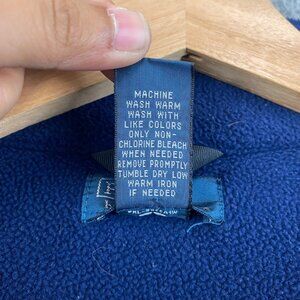 MACHINE
WASH WARM
WASH WITH
LIKE COLORS
ONLY NON-
CHLORINE BLEACH
WHEN NEEDED
REMOVE PROMPTLY
TUMBLE DRY LOW
WARM IRON
IF NEEDED